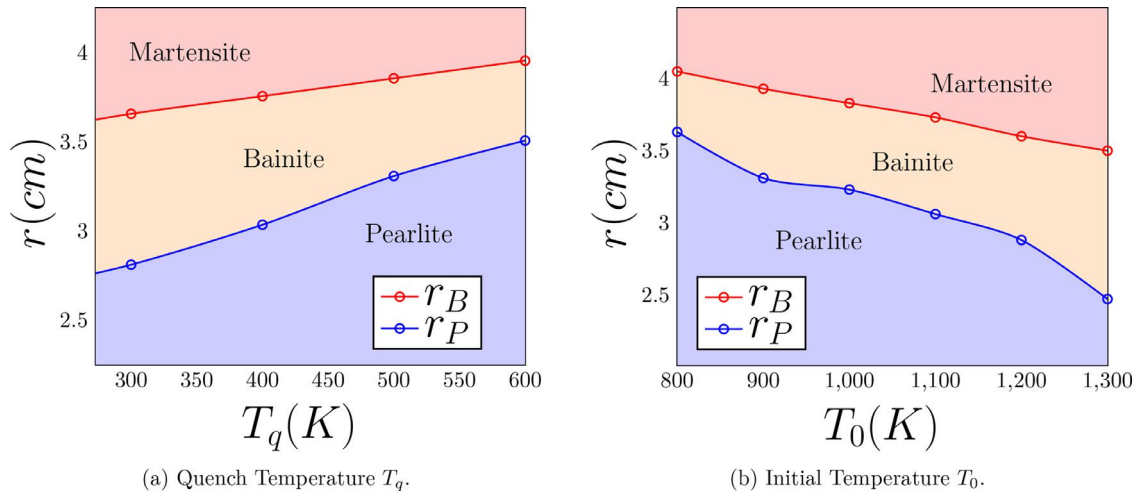 4
3.5
3
2.5
r(cm)
Martensite
Bainite
Pearlite
r_B
r_P
300 400 450 500 550 600
T_q(K)
(a) Quench Temperature T_q.
4
3.5
3
2.5
r(cm)
Martensite
Bainite
Pearlite
r_B
r_P
800 900 1,000 1,100 1,200 1,300
T_0(K)
(b) Initial Temperature T_0.